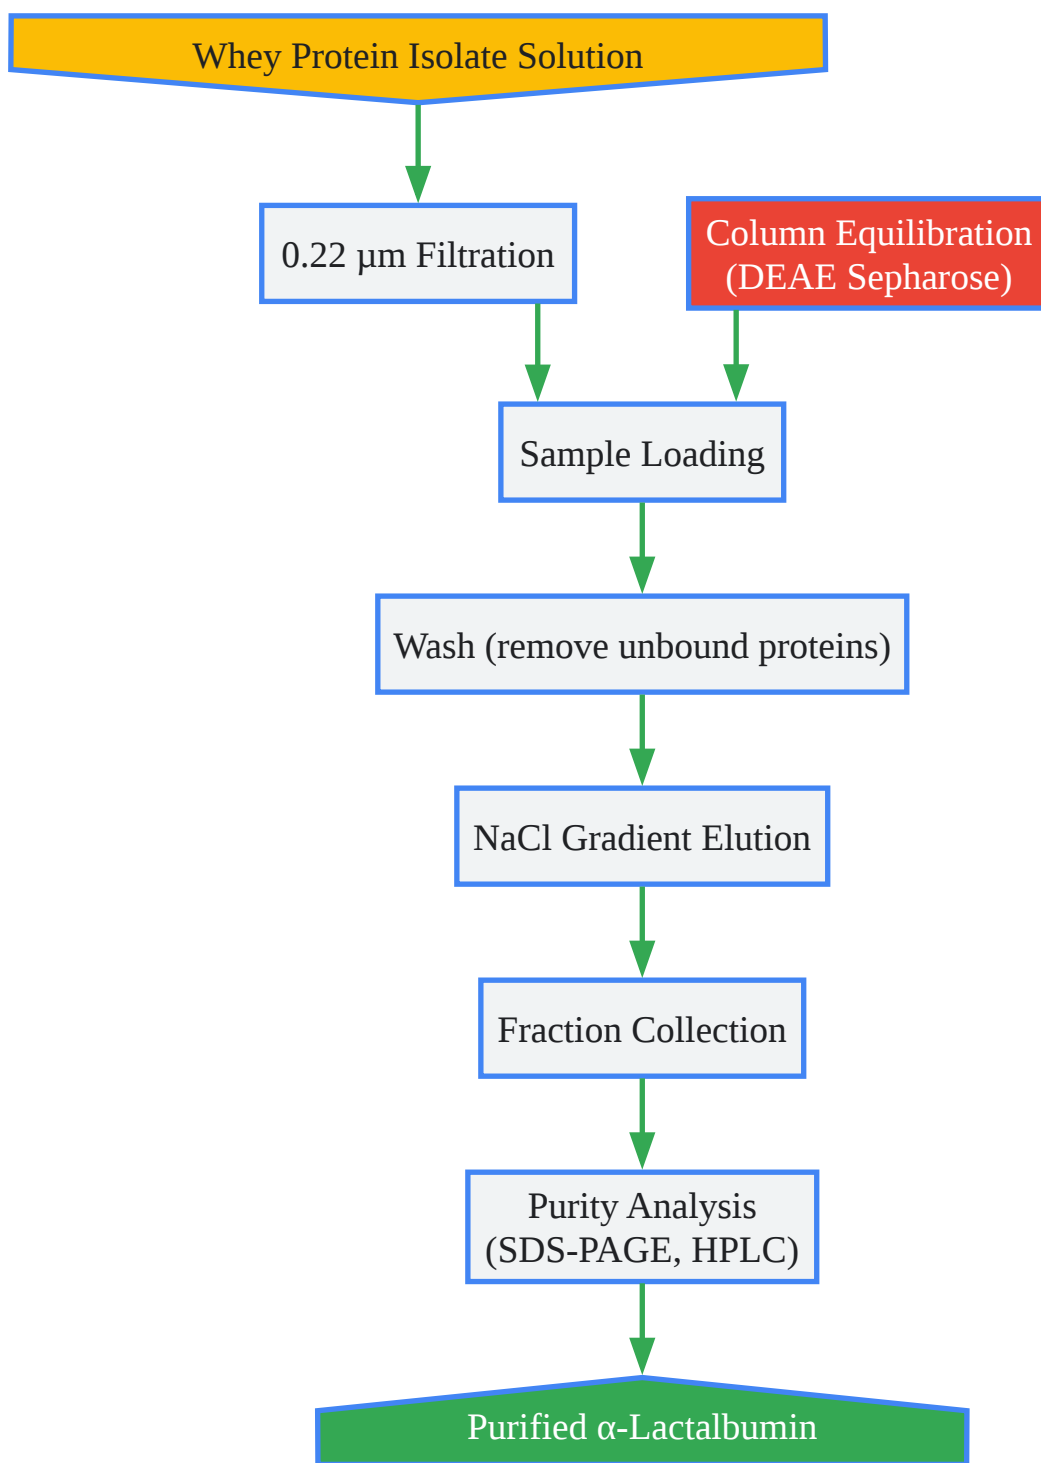 Whey Protein Isolate Solution
0.22 µm Filtration
Column Equilibration
(DEAE Sepharose)
Sample Loading
Wash (remove unbound proteins)
NaCl Gradient Elution
Fraction Collection
Purity Analysis
(SDS-PAGE, HPLC)
Purified α-Lactalbumin